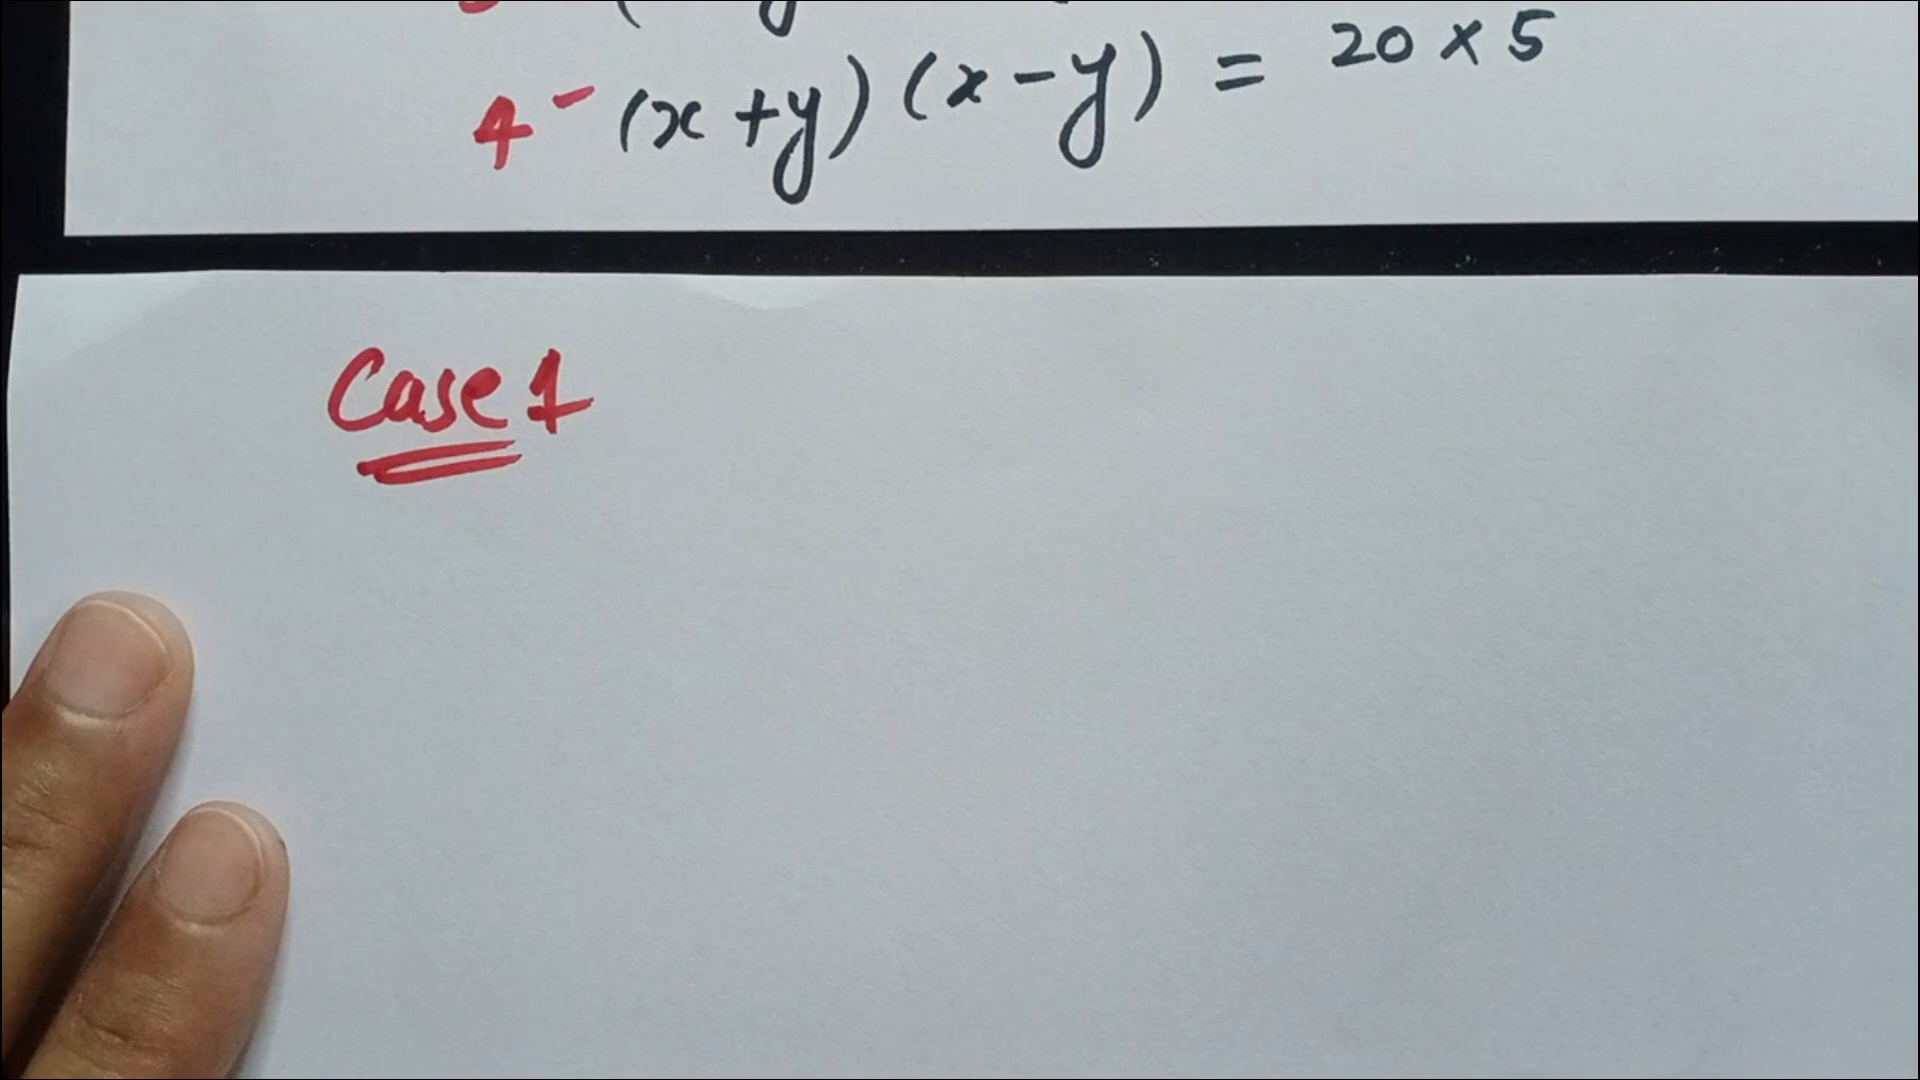 4 - (x + y) (x - y) = 20 × 5
Case 1